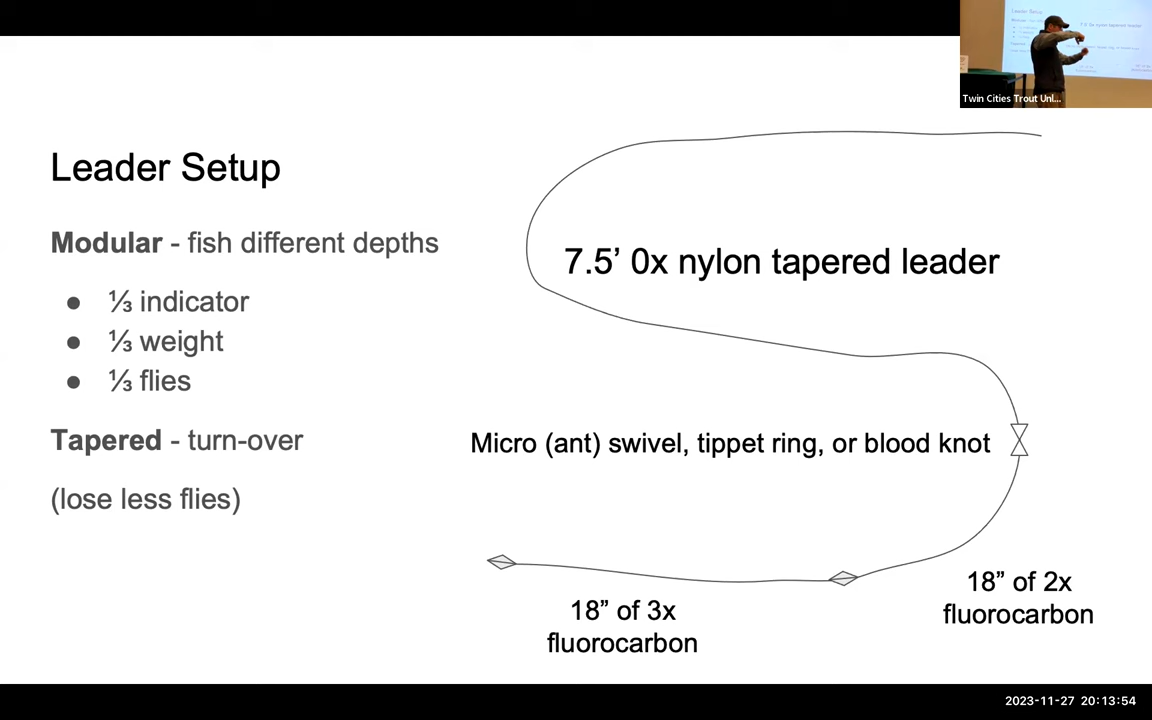 Twin Cities Trout Unl...
Leader Setup
Modular - fish different depths
● ⅓ indicator
● ⅓ weight
● ⅓ flies
Tapered - turn-over
(lose less flies)
7.5’ 0x nylon tapered leader
Micro (ant) swivel, tippet ring, or blood knot
18” of 2x
fluorocarbon
18” of 3x
fluorocarbon
2023-11-27 20:13:54